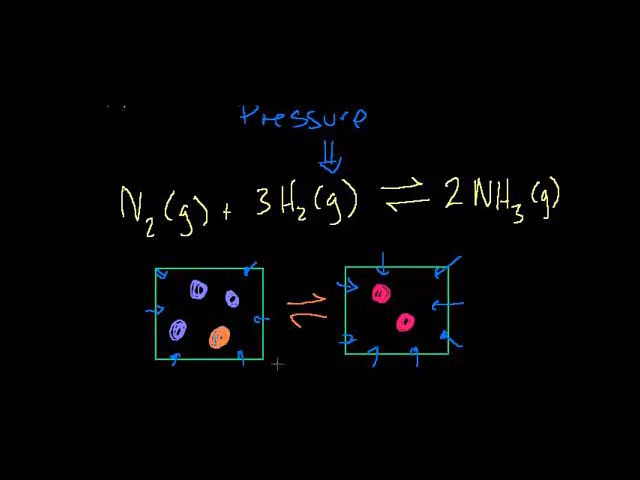 Pressure
N₂(g) + 3H₂(g) ⇌ 2NH₃(g)